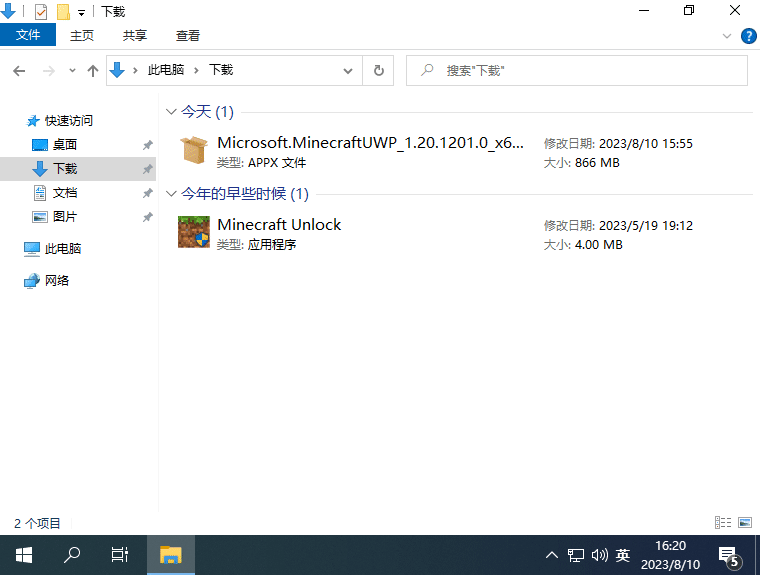 下载
文件 主页 共享 查看
此电脑 下载 搜索"下载"
快速访问
桌面
下载
文档
图片
此电脑
网络
今天 (1)
Microsoft.MinecraftUWP_1.20.1201.0_x6... 修改日期: 2023/8/10 15:55
类型: APPX 文件 大小: 866 MB
今年的早些时候 (1)
Minecraft Unlock 修改日期: 2023/5/19 19:12
类型: 应用程序 大小: 4.00 MB
2 个项目
英 16:20
2023/8/10 5